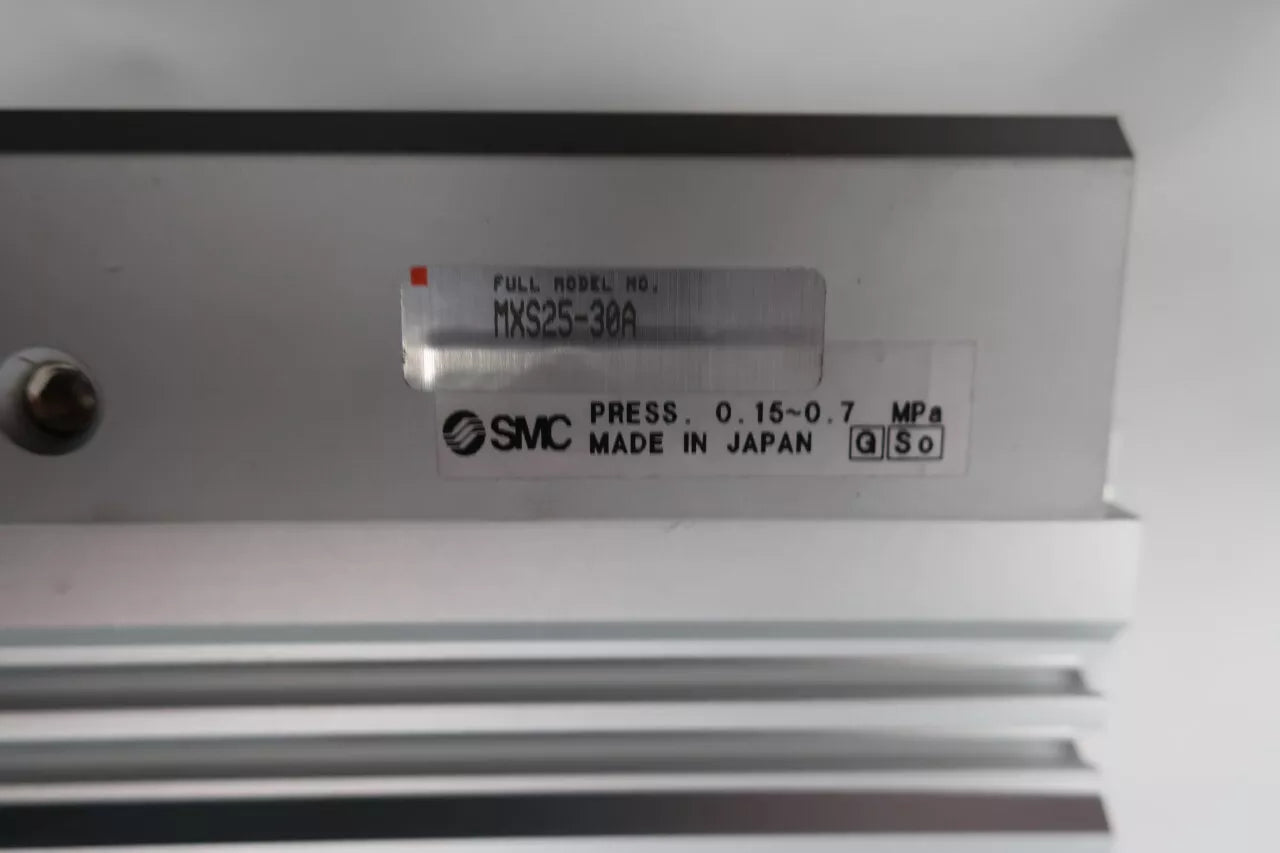 FULL MODEL NO.
MXS25-30A
SMC
PRESS. 0.15~0.7 MPa
MADE IN JAPAN G So